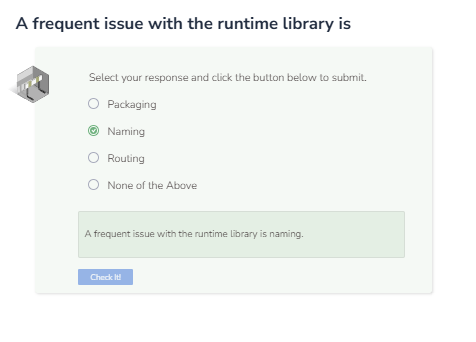 A frequent issue with the runtime library is
Select your response and click the button below to submit.
Packaging
Naming
Routing
None of the Above
A frequent issue with the runtime library is naming.
Check It!